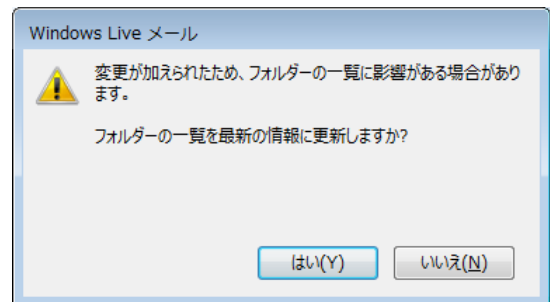 Windows Live メール
変更が加えられたため、フォルダーの一覧に影響がある場合があり
ます。
フォルダーの一覧を最新の情報に更新しますか?
はい(Y)
いいえ(N)